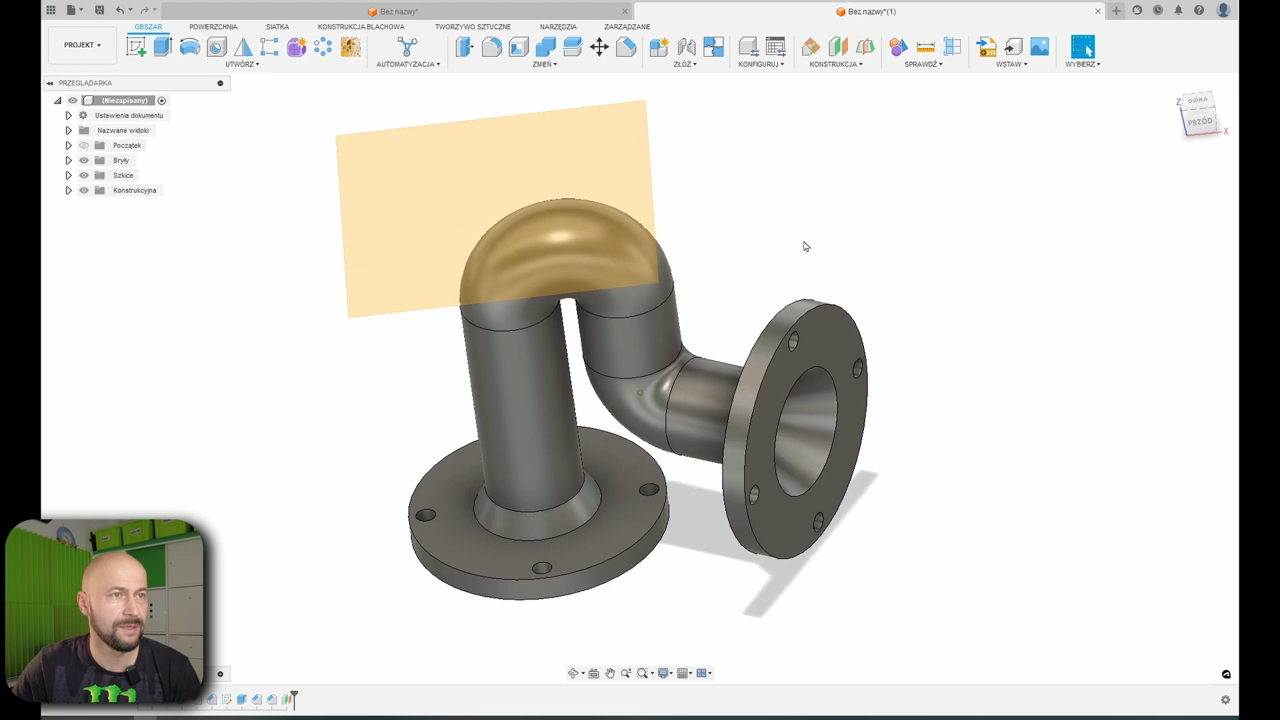 Bez nazwy*
Bez nazwy*(1)
OBSZAR POWIERZCHNIA SIATKA KONSTRUKCJA BLACHOWA TWORZYWO SZTUCZNE NARZĘDZIA ZARZĄDZANIE
PROJEKT
UTWÓRZ AUTOMATYZACJA ZMIEŃ ZŁÓŻ KONFIGURUJ KONSTRUKCJA SPRAWDŹ WSTAW WYBIERZ
PRZEGLĄDARKA
(Niezapisany)
Ustawienia dokumentu
Nazwane widoki
Początek
Bryły
Szkice
Konstrukcyjna
GÓRA
Z
PRZÓD
X